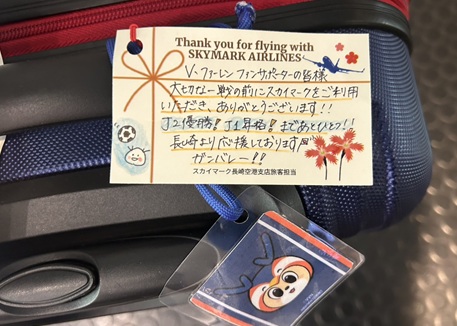 Thank you for flying with
SKYMARK AIRLINES
V・ファーレン ファンサポーターの皆様
大切な一戦の前にスカイマークをご利用
いただき、ありがとうございます!!
J2優勝! J1昇格! まであとひとつ!!
長崎より応援しております
ガンバレー!!
スカイマーク長崎空港支店旅客担当